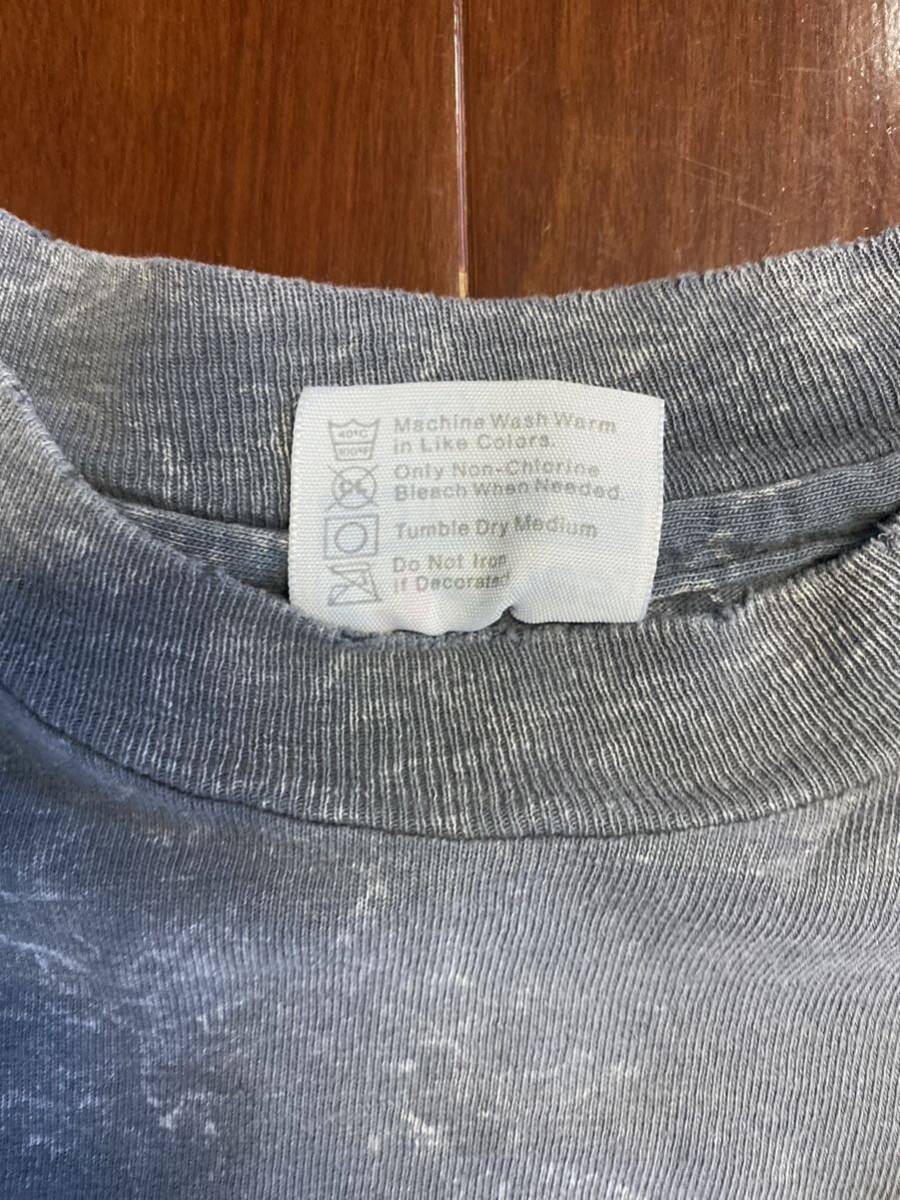 40°C
Machine Wash Warm
in Like Colors.
Only Non-Chlorine
Bleach When Needed.
Tumble Dry Medium
Do Not Iron
if Decorated